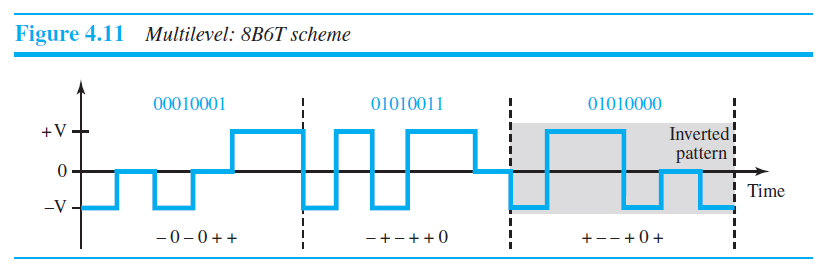 Figure 4.11 Multilevel: 8B6T scheme
00010001 01010011 01010000
+V
Inverted
pattern
0
Time
–V
– 0 – 0 + + – + – + + 0 + – – + 0 +